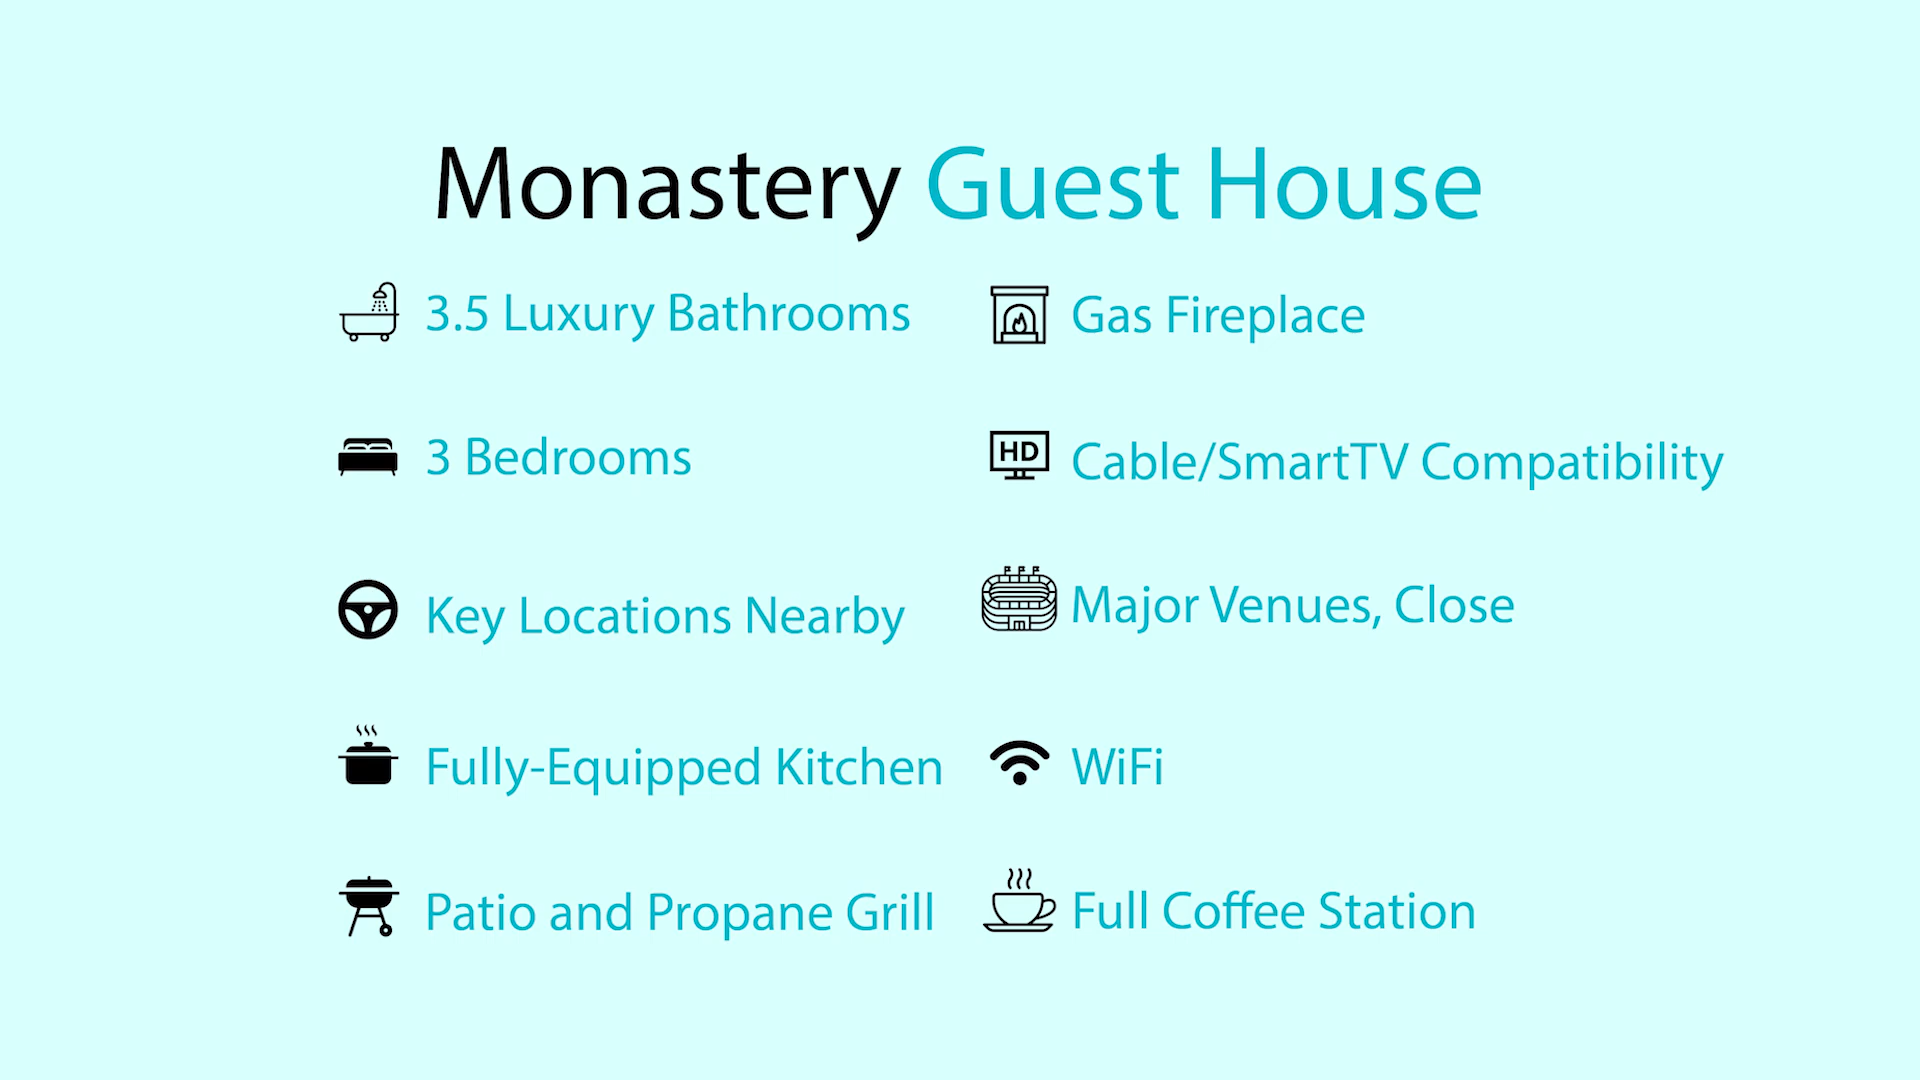 Monastery Guest House
3.5 Luxury Bathrooms
Gas Fireplace
3 Bedrooms
HD
Cable/SmartTV Compatibility
Key Locations Nearby
Major Venues, Close
Fully-Equipped Kitchen
WiFi
Patio and Propane Grill
Full Coffee Station